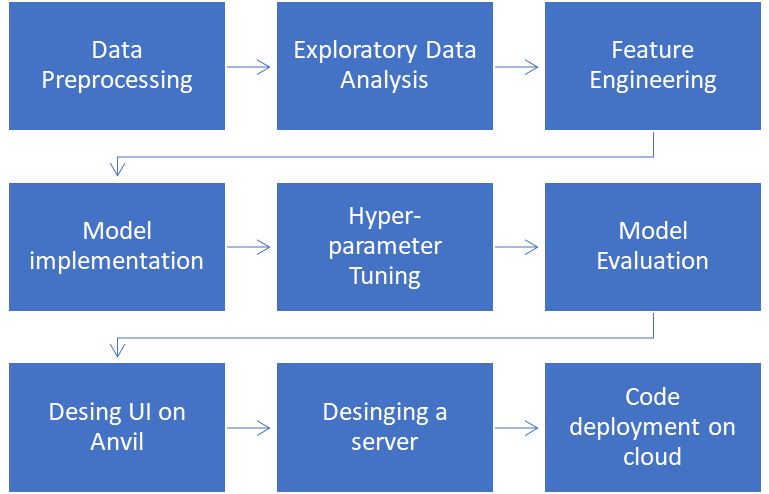 Data
Preprocessing
Exploratory Data
Analysis
Feature
Engineering
Model
implementation
Hyper-
parameter
Tuning
Model
Evaluation
Desing UI on
Anvil
Desinging a
server
Code
deployment on
cloud